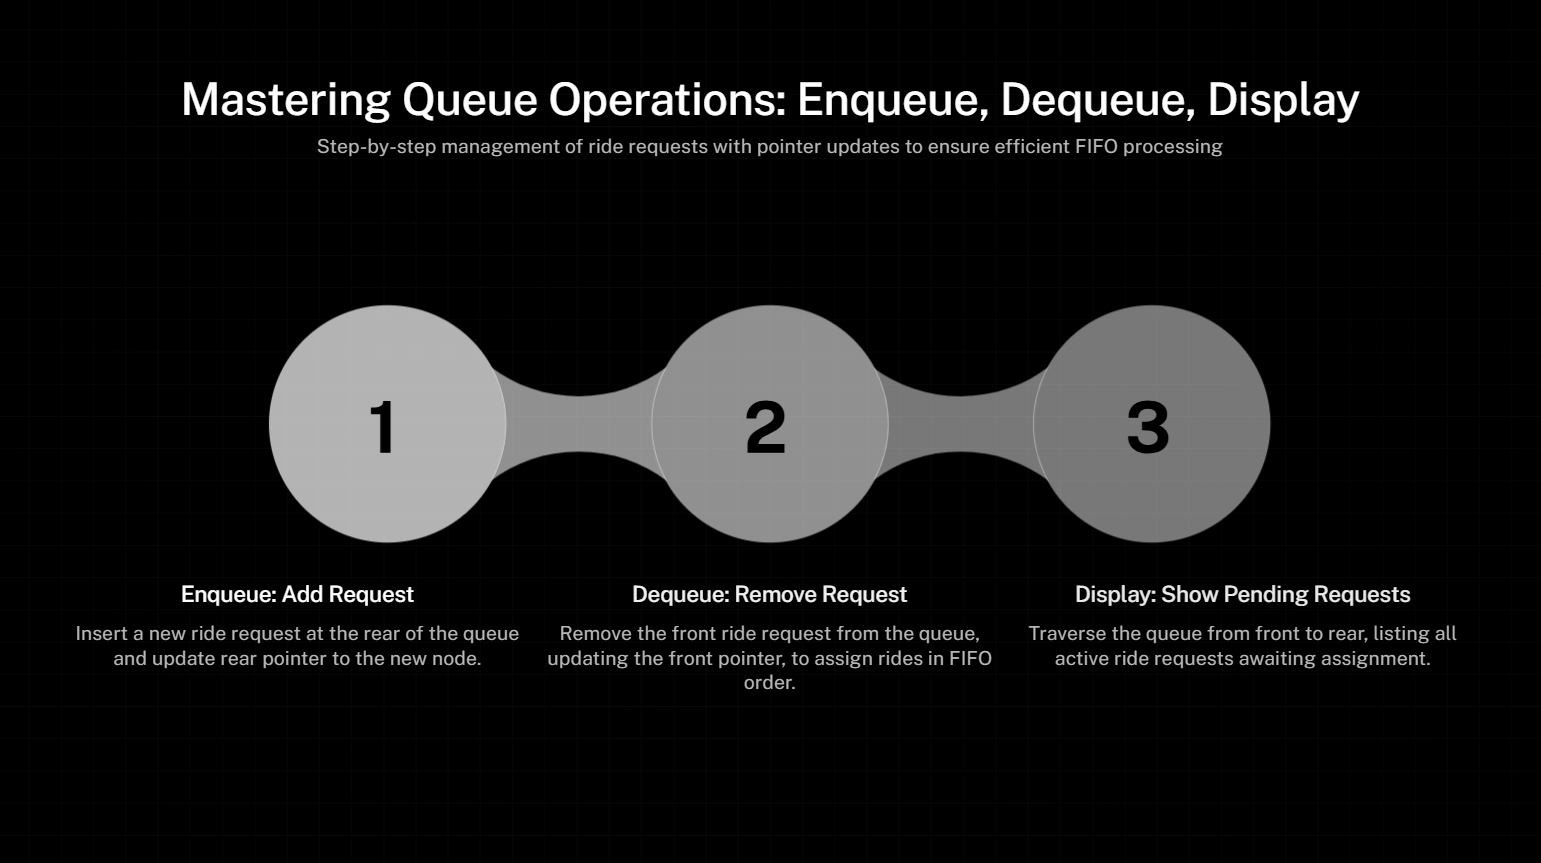 Mastering Queue Operations: Enqueue, Dequeue, Display
Step-by-step management of ride requests with pointer updates to ensure efficient FIFO processing
1
2
3
Enqueue: Add Request
Insert a new ride request at the rear of the queue
and update rear pointer to the new node.
Dequeue: Remove Request
Remove the front ride request from the queue,
updating the front pointer, to assign rides in FIFO
order.
Display: Show Pending Requests
Traverse the queue from front to rear, listing all
active ride requests awaiting assignment.